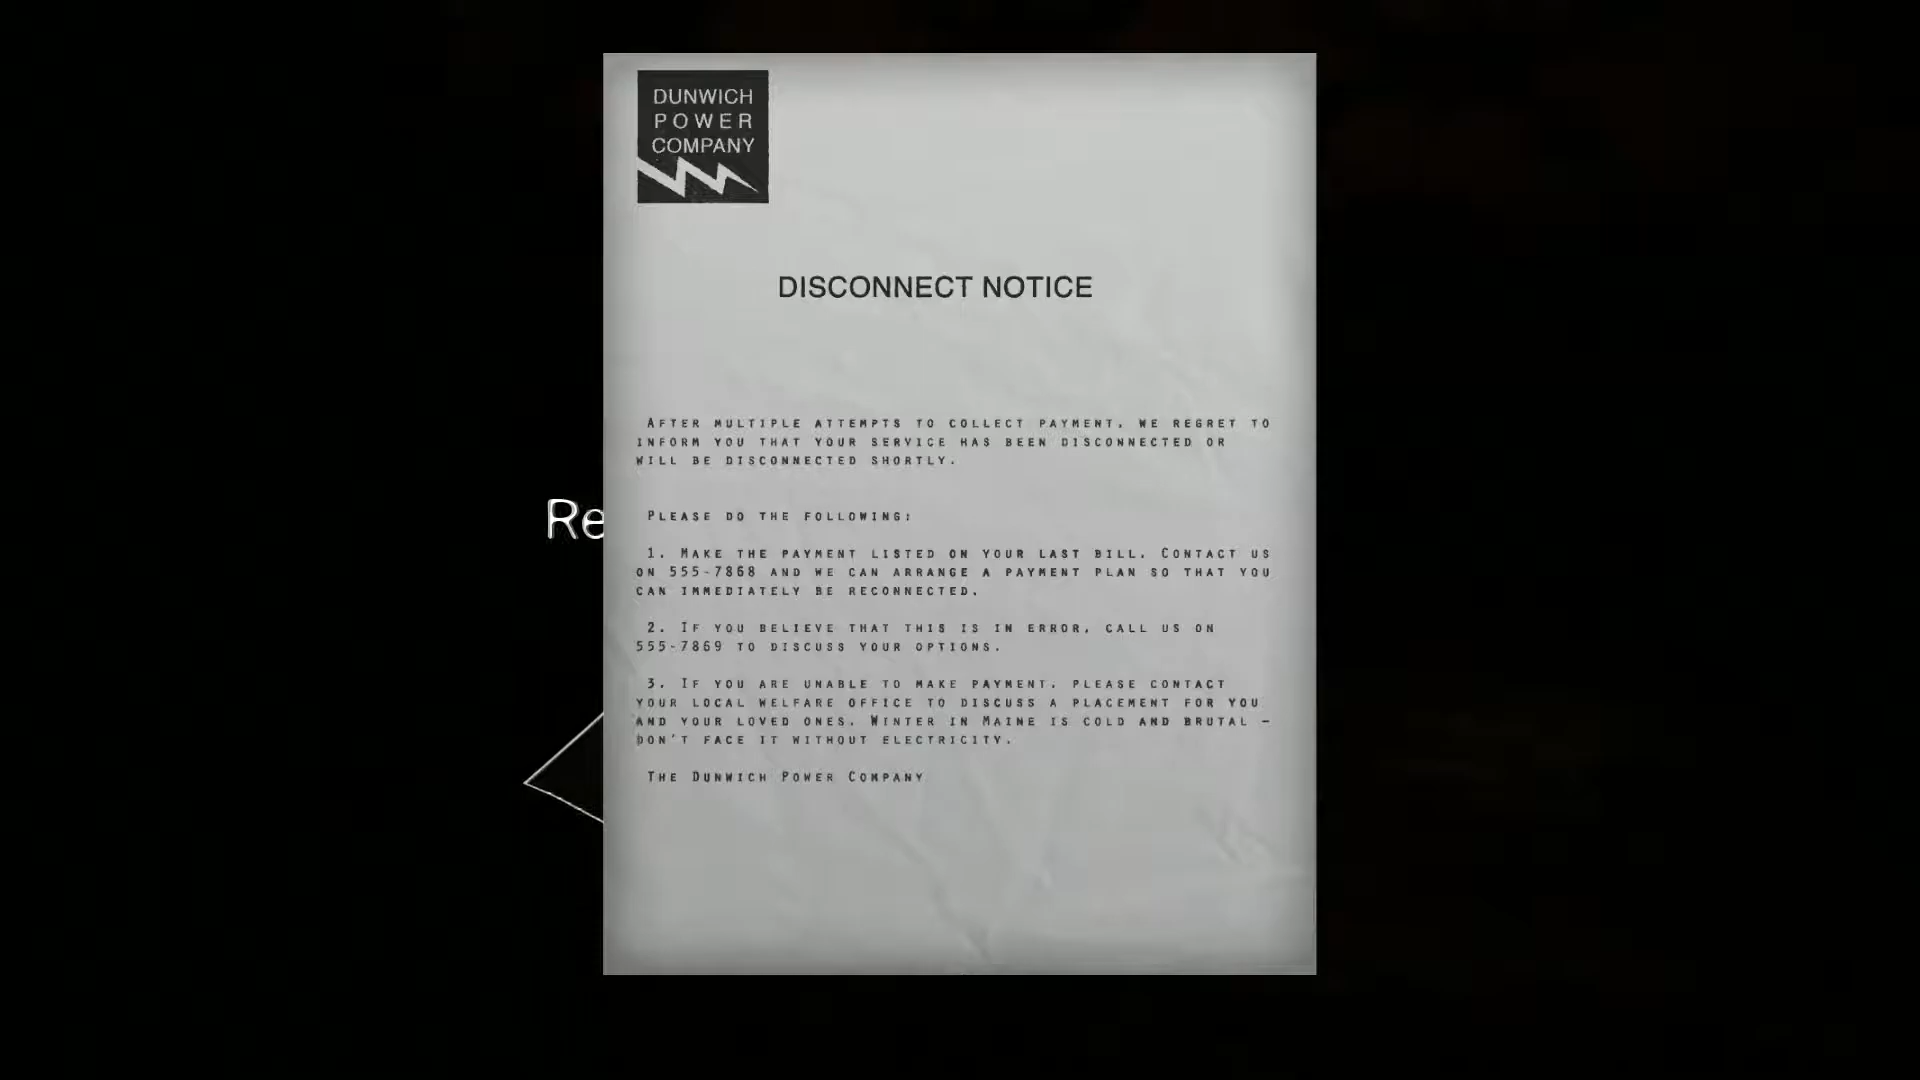 DUNWICH
POWER
COMPANY
DISCONNECT NOTICE
AFTER MULTIPLE ATTEMPTS TO COLLECT PAYMENT, WE REGRET TO
INFORM YOU THAT YOUR SERVICE HAS BEEN DISCONNECTED OR
WILL BE DISCONNECTED SHORTLY.
PLEASE DO THE FOLLOWING:
1. MAKE THE PAYMENT LISTED ON YOUR LAST BILL. CONTACT US
ON 555-7868 AND WE CAN ARRANGE A PAYMENT PLAN SO THAT YOU
CAN IMMEDIATELY BE RECONNECTED.
2. IF YOU BELIEVE THAT THIS IS IN ERROR, CALL US ON
555-7869 TO DISCUSS YOUR OPTIONS.
3. IF YOU ARE UNABLE TO MAKE PAYMENT, PLEASE CONTACT
YOUR LOCAL WELFARE OFFICE TO DISCUSS A PLACEMENT FOR YOU
AND YOUR LOVED ONES. WINTER IN MAINE IS COLD AND BRUTAL –
DON'T FACE IT WITHOUT ELECTRICITY.
THE DUNWICH POWER COMPANY
Re